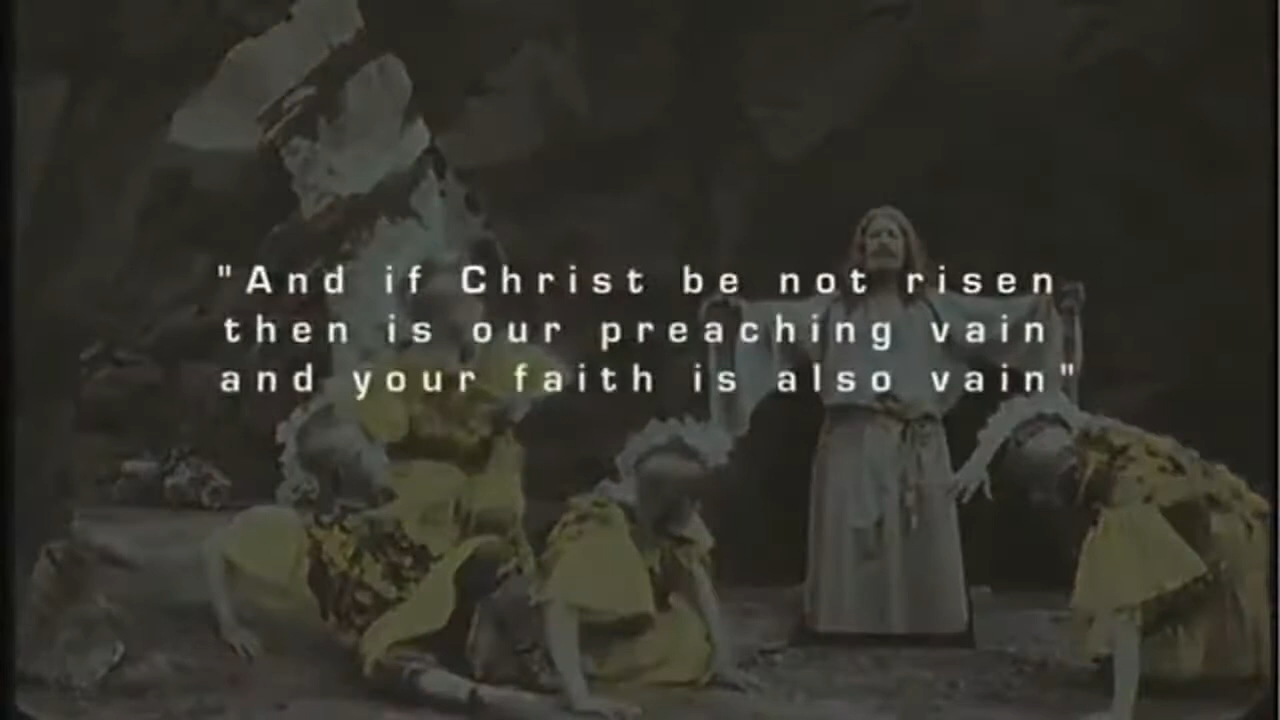 "And if Christ be not risen
then is our preaching vain
and your faith is also vain"